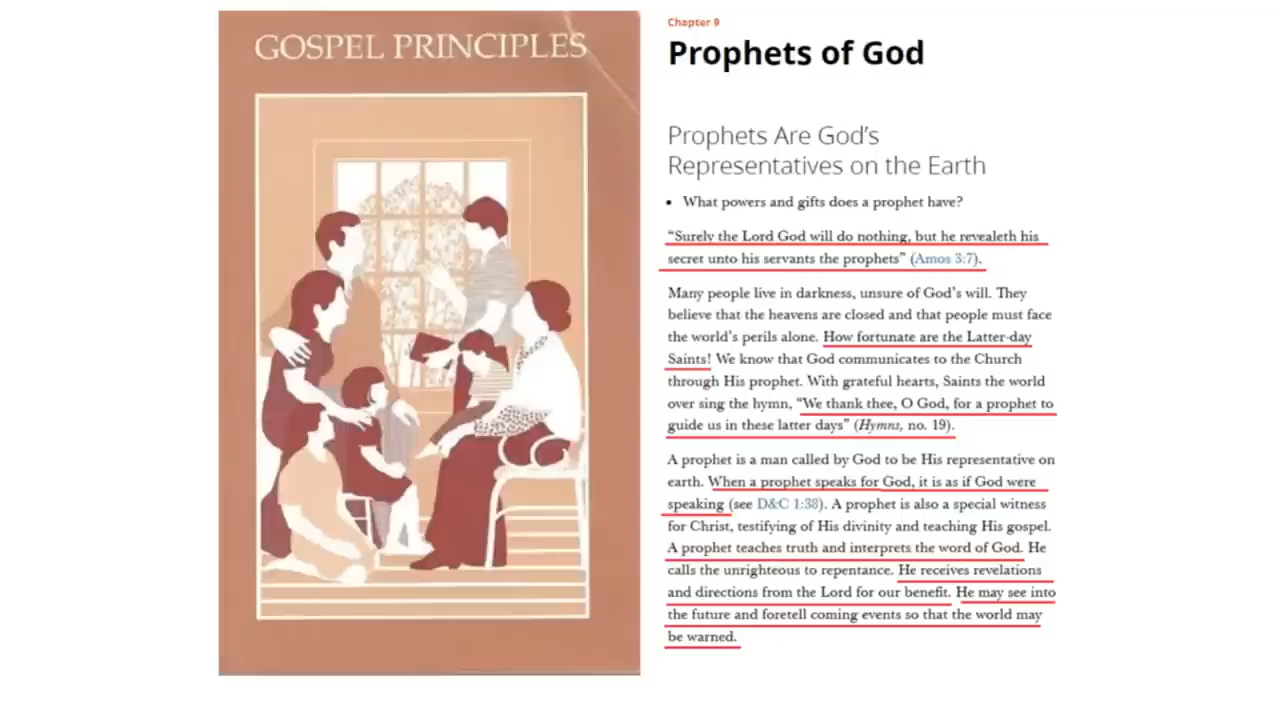 GOSPEL PRINCIPLES
Chapter 9
Prophets of God
Prophets Are God's
Representatives on the Earth
• What powers and gifts does a prophet have?
“Surely the Lord God will do nothing, but he revealeth his
secret unto his servants the prophets” (Amos 3:7).
Many people live in darkness, unsure of God’s will. They
believe that the heavens are closed and that people must face
the world’s perils alone. How fortunate are the Latter-day
Saints! We know that God communicates to the Church
through His prophet. With grateful hearts, Saints the world
over sing the hymn, “We thank thee, O God, for a prophet to
guide us in these latter days” (Hymns, no. 19).
A prophet is a man called by God to be His representative on
earth. When a prophet speaks for God, it is as if God were
speaking (see D&C 1:38). A prophet is also a special witness
for Christ, testifying of His divinity and teaching His gospel.
A prophet teaches truth and interprets the word of God. He
calls the unrighteous to repentance. He receives revelations
and directions from the Lord for our benefit. He may see into
the future and foretell coming events so that the world may
be warned.